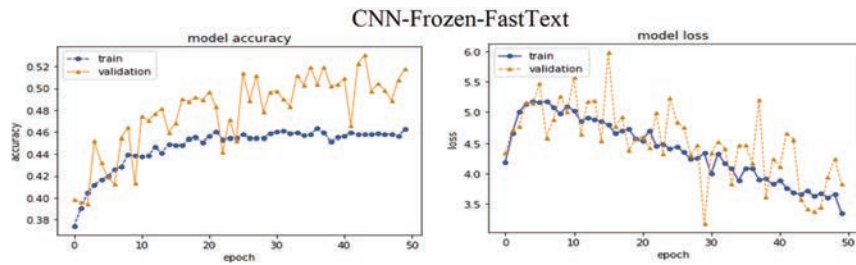 CNN-Frozen-FastText
model accuracy
train
validation
0.52
0.50
0.48
0.46
0.44
0.42
0.40
0.38
accuracy
0
10
20
30
40
50
epoch
model loss
train
validation
6.0
5.5
5.0
4.5
4.0
3.5
loss
0
10
20
30
40
50
epoch